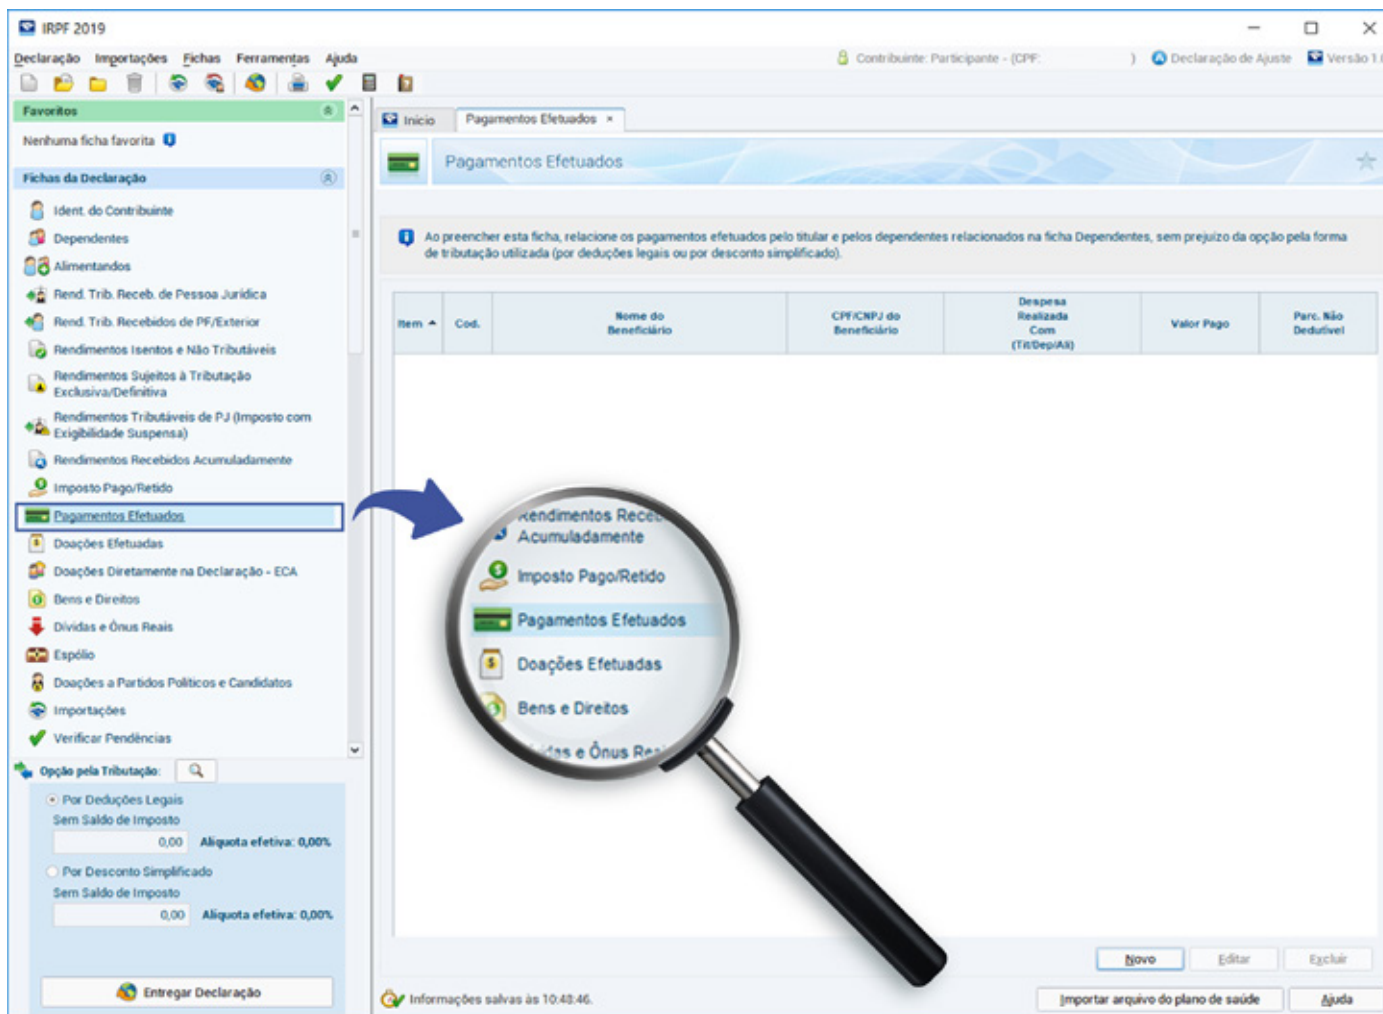 IRPF 2019
Declaração Importações Fichas Ferramentas Ajuda
Contribuinte: Participante - (CPF: ) Declaração de Ajuste Versão 1.
Favoritos
Nenhuma ficha favorita
Fichas da Declaração
Ident. do Contribuinte
Dependentes
Alimentandos
Rend. Trib. Receb. de Pessoa Jurídica
Rend. Trib. Recebidos de PF/Exterior
Rendimentos Isentos e Não Tributáveis
Rendimentos Sujeitos à Tributação
Exclusiva/Definitiva
Rendimentos Tributáveis de PJ (Imposto com
Exigibilidade Suspensa)
Rendimentos Recebidos Acumuladamente
Imposto Pago/Retido
Pagamentos Efetuados
Doações Efetuadas
Doações Diretamente na Declaração - ECA
Bens e Direitos
Dívidas e Ônus Reais
Espólio
Doações a Partidos Políticos e Candidatos
Importações
Verificar Pendências
Opção pela Tributação:
Por Deduções Legais
Sem Saldo de Imposto
0,00 Alíquota efetiva: 0,00%
Por Desconto Simplificado
Sem Saldo de Imposto
0,00 Alíquota efetiva: 0,00%
Entregar Declaração
Início Pagamentos Efetuados ×
Pagamentos Efetuados
Ao preencher esta ficha, relacione os pagamentos efetuados pelo titular e pelos dependentes relacionados na ficha Dependentes, sem prejuízo da opção pela forma
de tributação utilizada (por deduções legais ou por desconto simplificado).
Item Cod. Nome do Beneficiário CPF/CNPJ do Beneficiário Despesa Realizada Com (Tit/Dep/Ali) Valor Pago Parc. Não Dedutível
Rendimentos Receb
Acumuladamente
Imposto Pago/Retido
Pagamentos Efetuados
Doações Efetuadas
Bens e Direitos
vidas e Ônus Reai
Novo Editar Excluir
Informações salvas às 10:48:46.
Importar arquivo do plano de saúde Ajuda